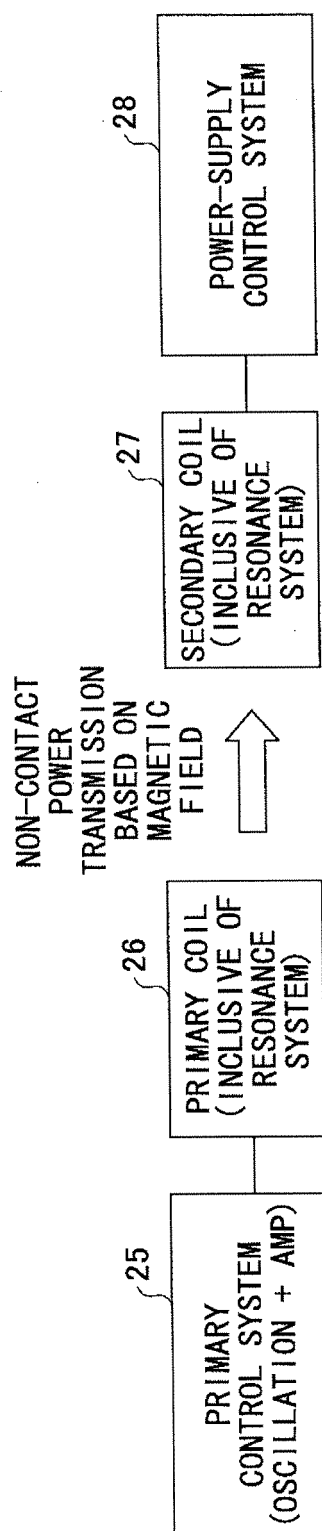 25
PRIMARY
CONTROL SYSTEM
(OSCILLATION + AMP)
26
PRIMARY COIL
(INCLUSIVE OF
RESONANCE
SYSTEM)
NON-CONTACT
POWER
TRANSMISSION
BASED ON
MAGNETIC
FIELD
27
SECONDARY COIL
(INCLUSIVE OF
RESONANCE
SYSTEM)
28
POWER-SUPPLY
CONTROL SYSTEM